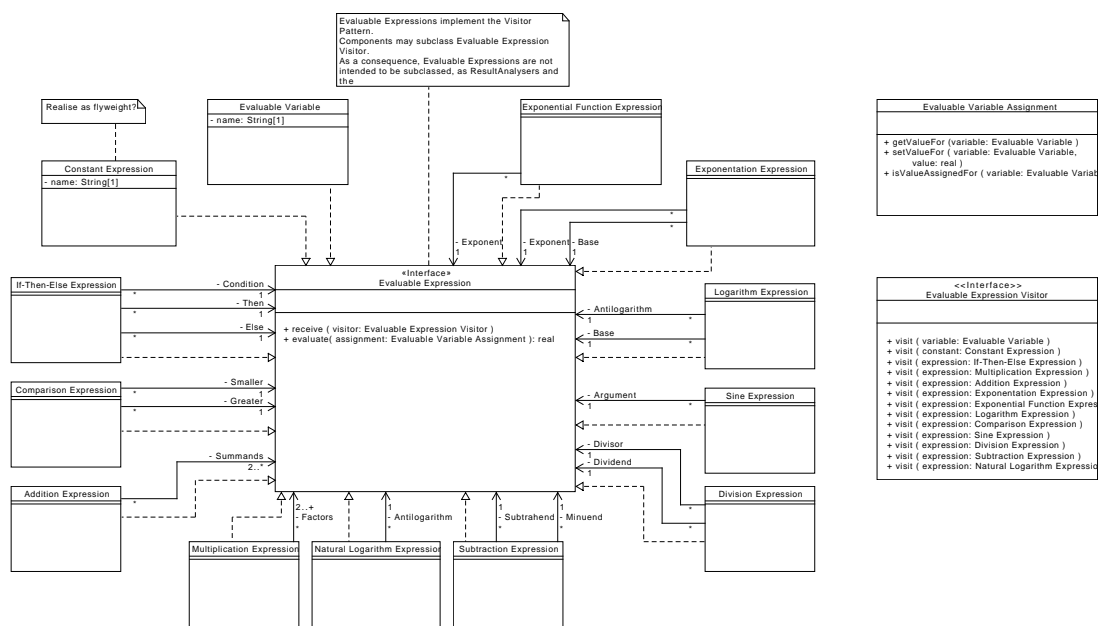 Evaluable Expressions implement the Visitor
Pattern.
Components may subclass Evaluable Expression
Visitor.
As a consequence, Evaluable Expressions are not
intended to be subclassed, as ResultAnalysers and
the
Realise as flyweight?
Evaluable Variable
- name: String[1]
Exponential Function Expression
Evaluable Variable Assignment
+ getValueFor (variable: Evaluable Variable )
+ setValueFor ( variable: Evaluable Variable,
value: real )
+ isValueAssignedFor ( variable: Evaluable Variab
Constant Expression
- name: String[1]
Exponentation Expression
*
*
*
- Exponent
1
- Exponent
1
- Base
1
«Interface»
Evaluable Expression
+ receive ( visitor: Evaluable Expression Visitor )
+ evaluate( assignment: Evaluable Variable Assignment ): real
If-Then-Else Expression
- Condition
* 1
- Then
* 1
- Else
* 1
Logarithm Expression
- Antilogarithm
1 *
- Base
1 *
<<Interface>>
Evaluable Expression Visitor
+ visit ( variable: Evaluable Variable )
+ visit ( constant: Constant Expression )
+ visit ( expression: If-Then-Else Expression )
+ visit ( expression: Multiplication Expression )
+ visit ( expression: Addition Expression )
+ visit ( expression: Exponentation Expression )
+ visit ( expression: Exponential Function Expres
+ visit ( expression: Logarithm Expression )
+ visit ( expression: Comparison Expression )
+ visit ( expression: Sine Expression )
+ visit ( expression: Division Expression )
+ visit ( expression: Subtraction Expression )
+ visit ( expression: Natural Logarithm Expressio
Comparison Expression
- Smaller
* 1
- Greater
* 1
Sine Expression
- Argument
1 *
- Summands
2..*
*
Addition Expression
- Divisor
1
- Dividend
1
*
*
Division Expression
2..+
- Factors
*
1
- Antilogarithm
*
1
- Subtrahend
*
1
- Minuend
*
Multiplication Expression
Natural Logarithm Expression
Subtraction Expression